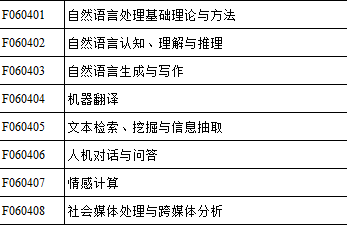 F060401 自然语言处理基础理论与方法
F060402 自然语言认知、理解与推理
F060403 自然语言生成与写作
F060404 机器翻译
F060405 文本检索、挖掘与信息抽取
F060406 人机对话与问答
F060407 情感计算
F060408 社会媒体处理与跨媒体分析